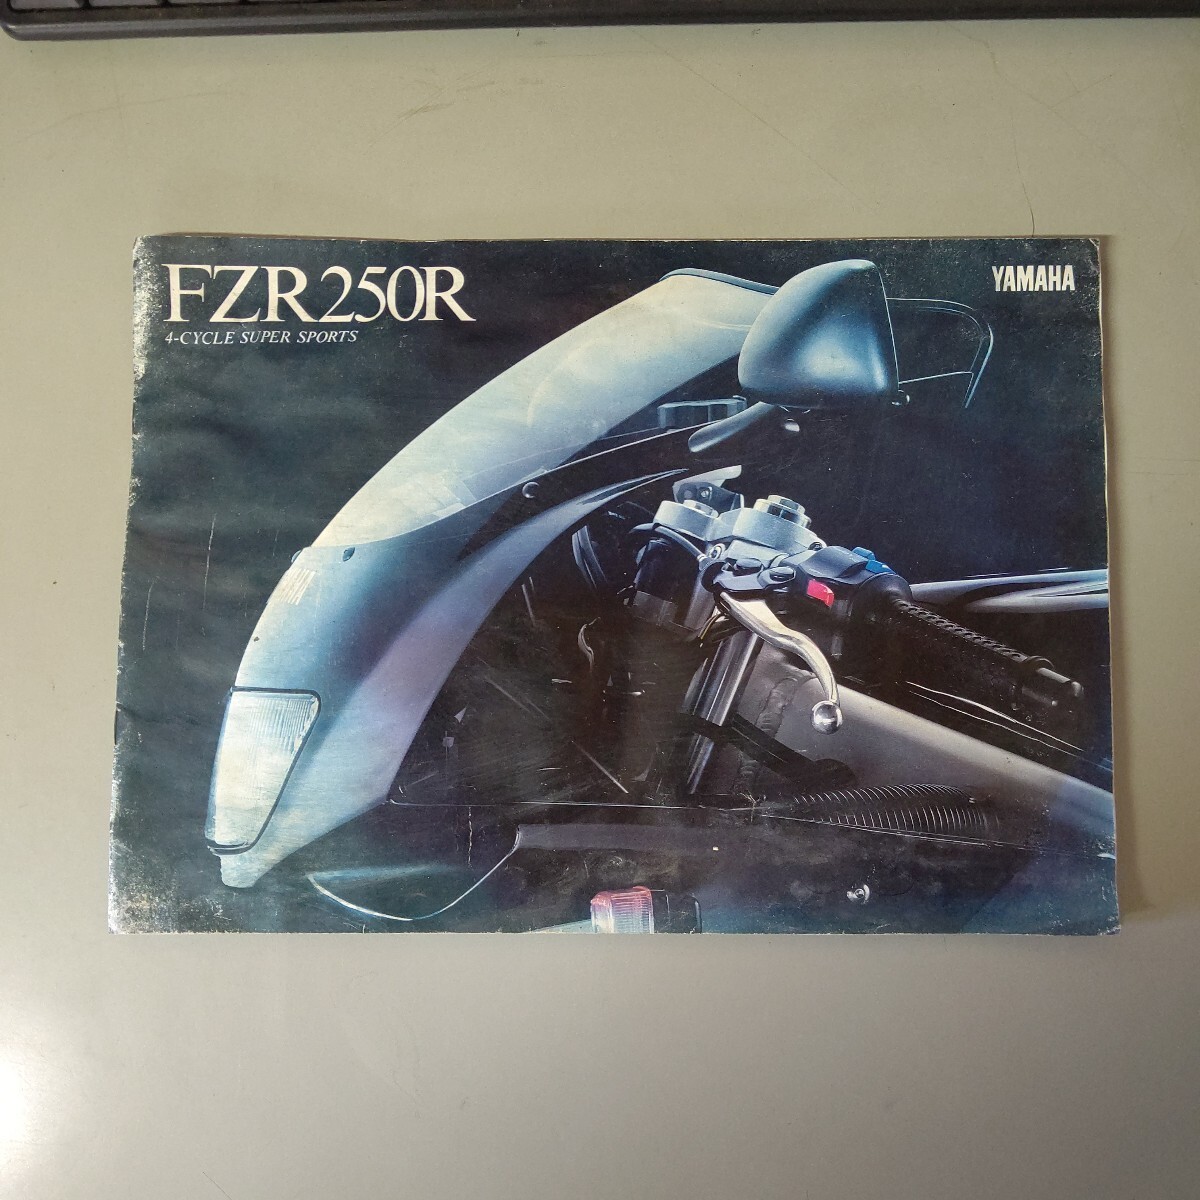 FZR250R
4-CYCLE SUPER SPORTS
YAMAHA